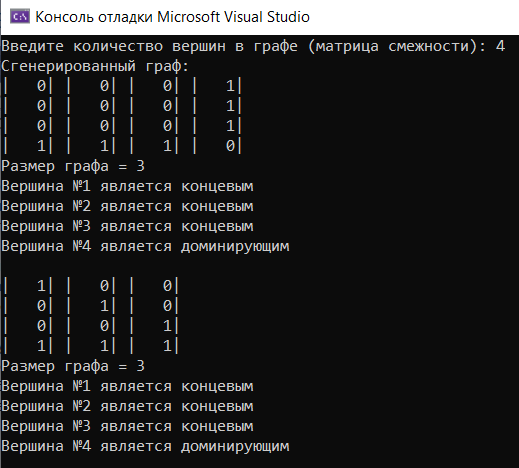 Консоль отладки Microsoft Visual Studio
Введите количество вершин в графе (матрица смежности): 4
Сгенерированный граф:
|   0| |   0| |   0| |   1|
|   0| |   0| |   0| |   1|
|   0| |   0| |   0| |   1|
|   1| |   1| |   1| |   0|
Размер графа = 3
Вершина №1 является концевым
Вершина №2 является концевым
Вершина №3 является концевым
Вершина №4 является доминирующим
|   1| |   0| |   0|
|   0| |   1| |   0|
|   0| |   0| |   1|
|   1| |   1| |   1|
Размер графа = 3
Вершина №1 является концевым
Вершина №2 является концевым
Вершина №3 является концевым
Вершина №4 является доминирующим